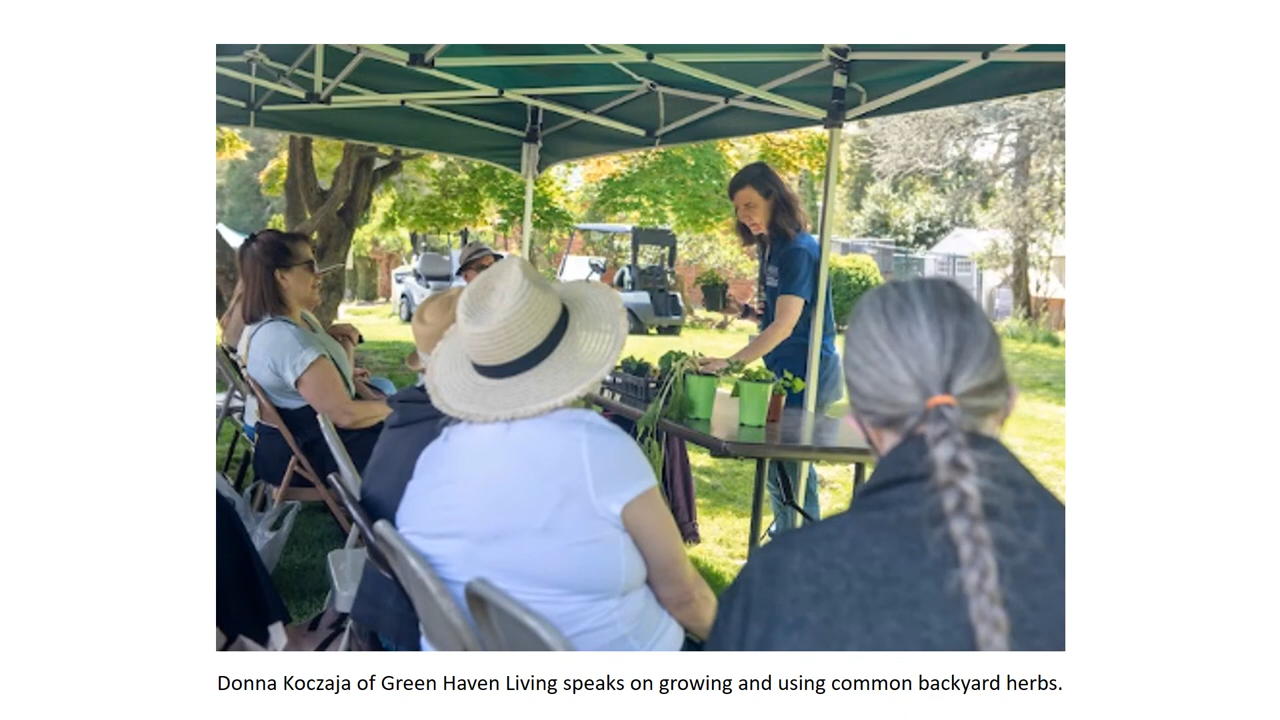 Donna Koczaja of Green Haven Living speaks on growing and using common backyard herbs.